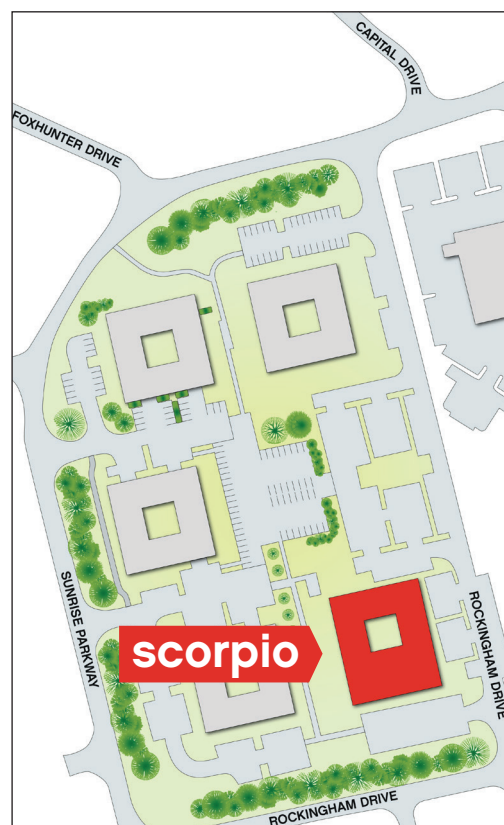 CAPITAL DRIVE
FOXHUNTER DRIVE
SUNRISE PARKWAY
scorpio
ROCKINGHAM DRIVE
ROCKINGHAM DRIVE